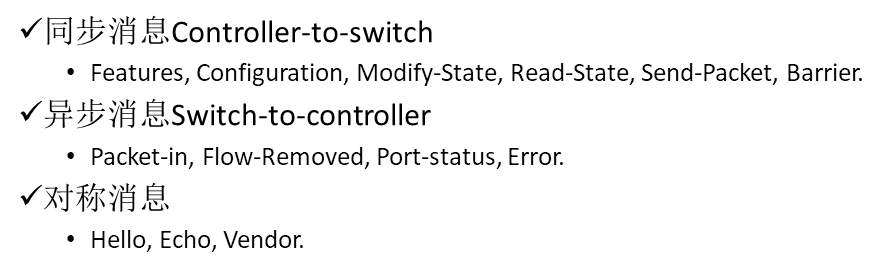 ✓同步消息Controller-to-switch
• Features, Configuration, Modify-State, Read-State, Send-Packet, Barrier.
✓异步消息Switch-to-controller
• Packet-in, Flow-Removed, Port-status, Error.
✓对称消息
• Hello, Echo, Vendor.